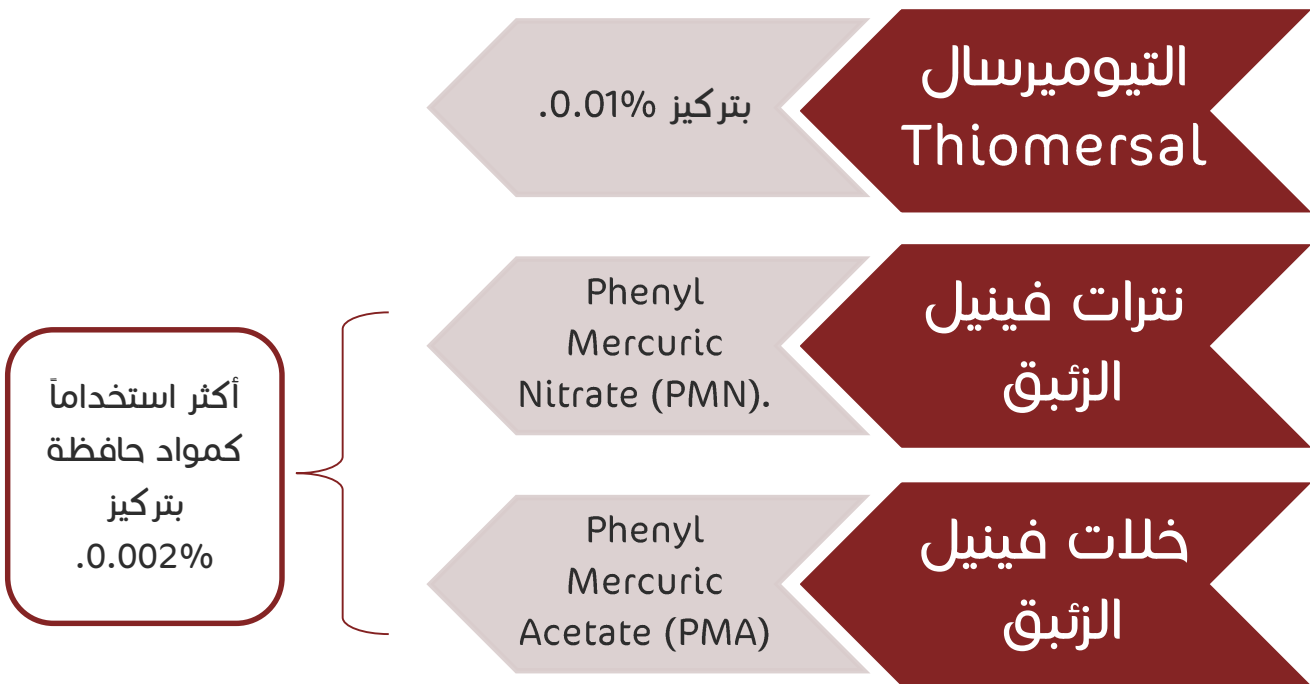 التيوميرسال
Thiomersal
بتركيز 0.01%.
نترات فينيل
الزئبق
Phenyl
Mercuric
Nitrate (PMN).
خلات فينيل
الزئبق
Phenyl
Mercuric
Acetate (PMA)
أكثر استخداماً
كمواد حافظة
بتركيز
0.002%.